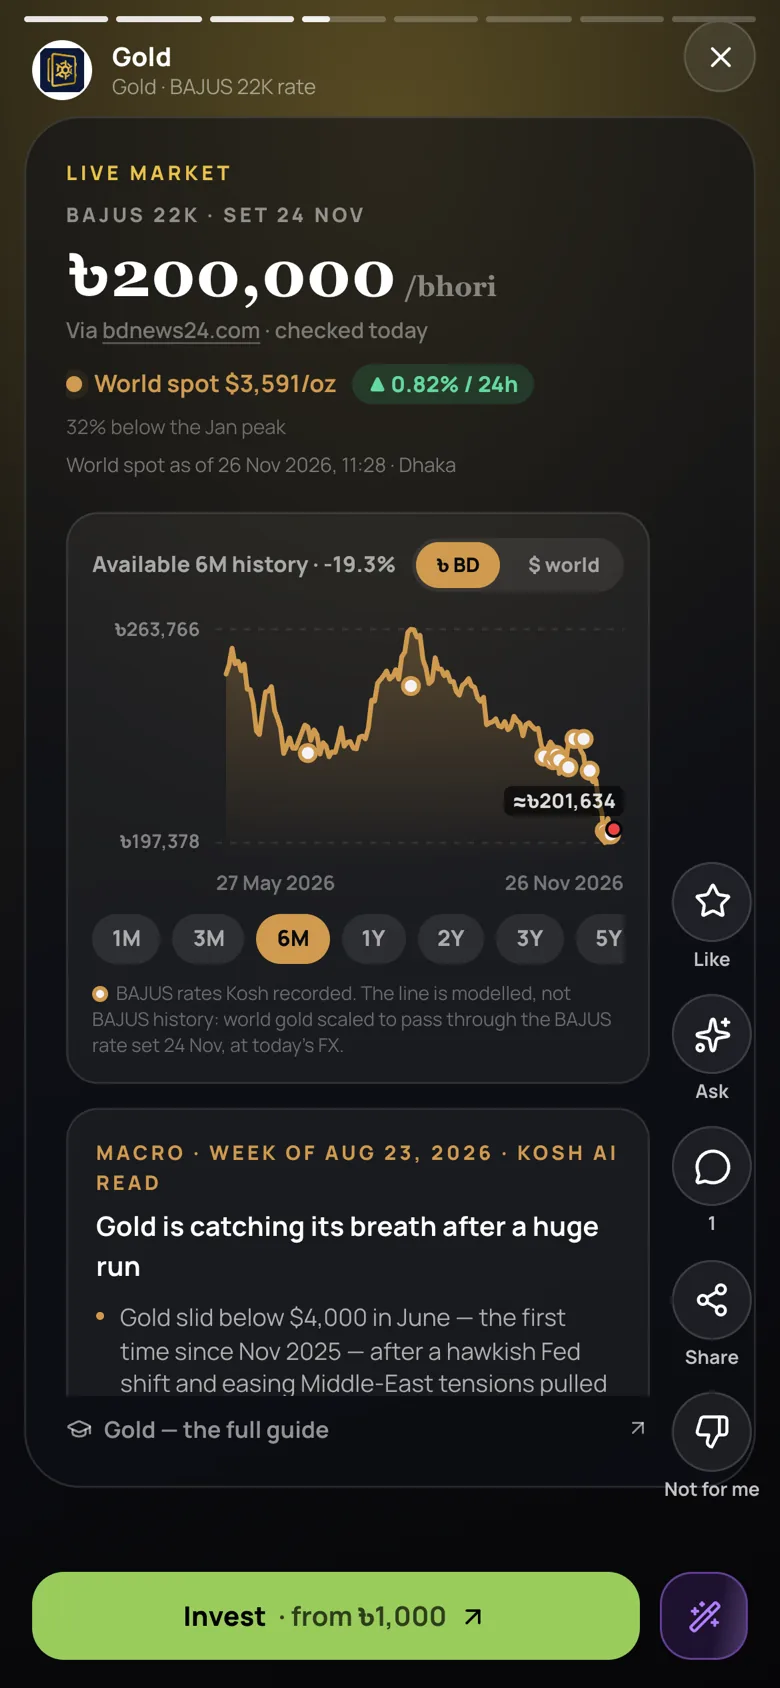 Gold
Gold · BAJUS 22K rate
LIVE MARKET
BAJUS 22K · SET 24 NOV
৳200,000 /bhori
Via bdnews24.com · checked today
World spot $3,591/oz ▲ 0.82% / 24h
32% below the Jan peak
World spot as of 26 Nov 2026, 11:28 · Dhaka
Available 6M history · -19.3% ৳ BD $ world
৳263,766
≈৳201,634
৳197,378
27 May 2026 26 Nov 2026
1M 3M 6M 1Y 2Y 3Y 5Y
BAJUS rates Kosh recorded. The line is modelled, not
BAJUS history: world gold scaled to pass through the BAJUS
rate set 24 Nov, at today's FX.
Like
Ask
1
Share
Not for me
MACRO · WEEK OF AUG 23, 2026 · KOSH AI
READ
Gold is catching its breath after a huge
run
• Gold slid below $4,000 in June — the first
time since Nov 2025 — after a hawkish Fed
shift and easing Middle-East tensions pulled
Gold — the full guide
Invest · from ৳1,000